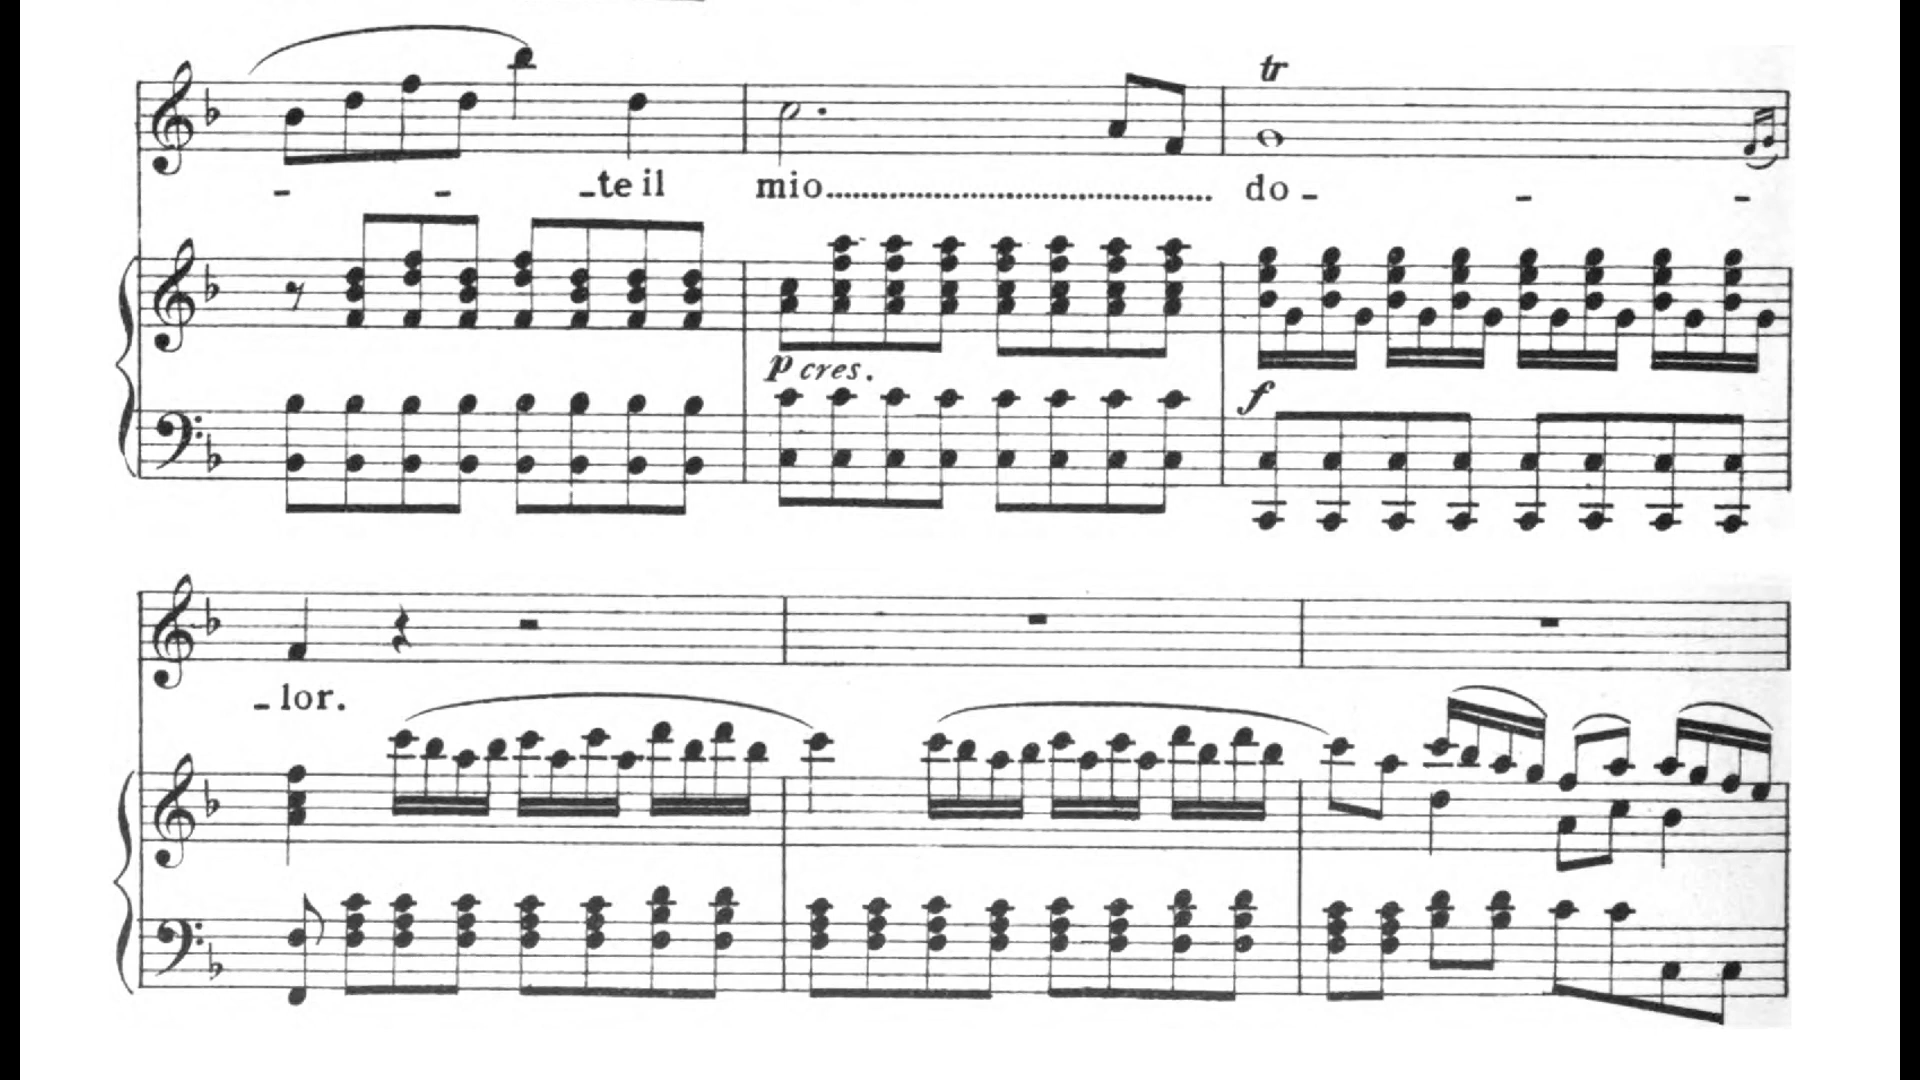 tr
- - -te il mio........................................ do - - -
p cres.
f
-lor.